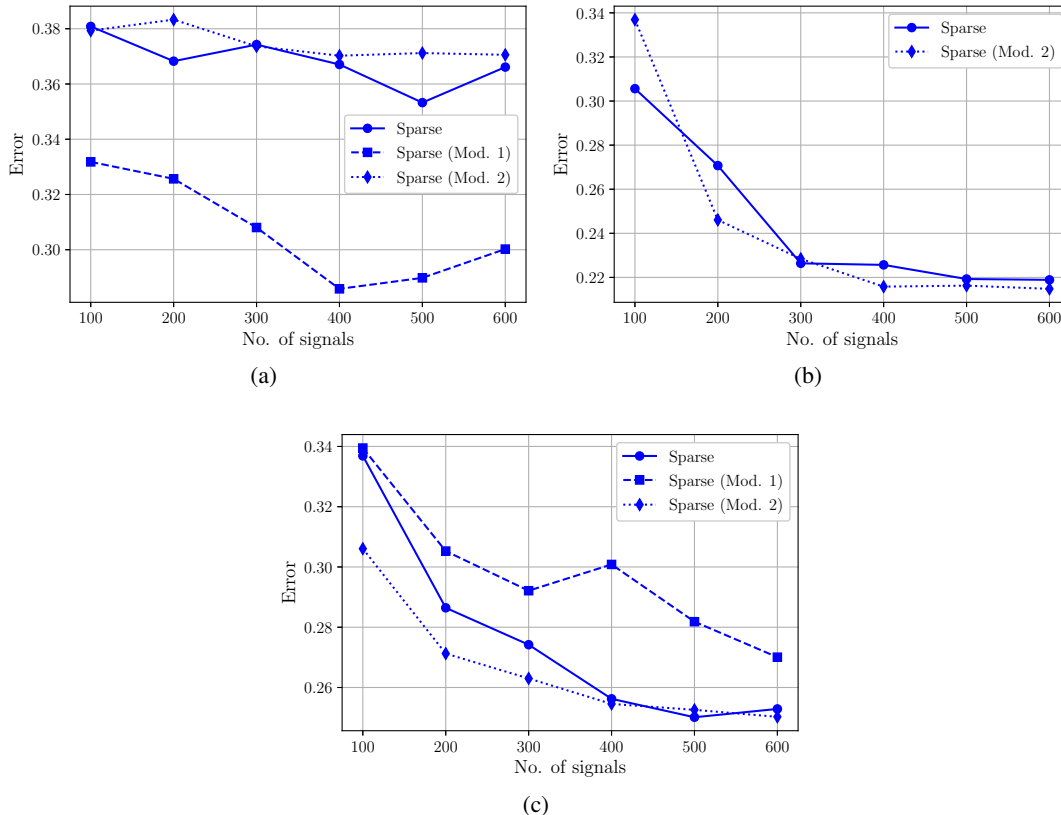 0.38
0.36
0.34
0.32
0.30
Error
Sparse
Sparse (Mod. 1)
Sparse (Mod. 2)
100 200 300 400 500 600
No. of signals
(a)
0.34
0.32
0.30
0.28
0.26
0.24
0.22
Error
Sparse
Sparse (Mod. 2)
100 200 300 400 500 600
No. of signals
(b)
0.34
0.32
0.30
0.28
0.26
Error
Sparse
Sparse (Mod. 1)
Sparse (Mod. 2)
100 200 300 400 500 600
No. of signals
(c)